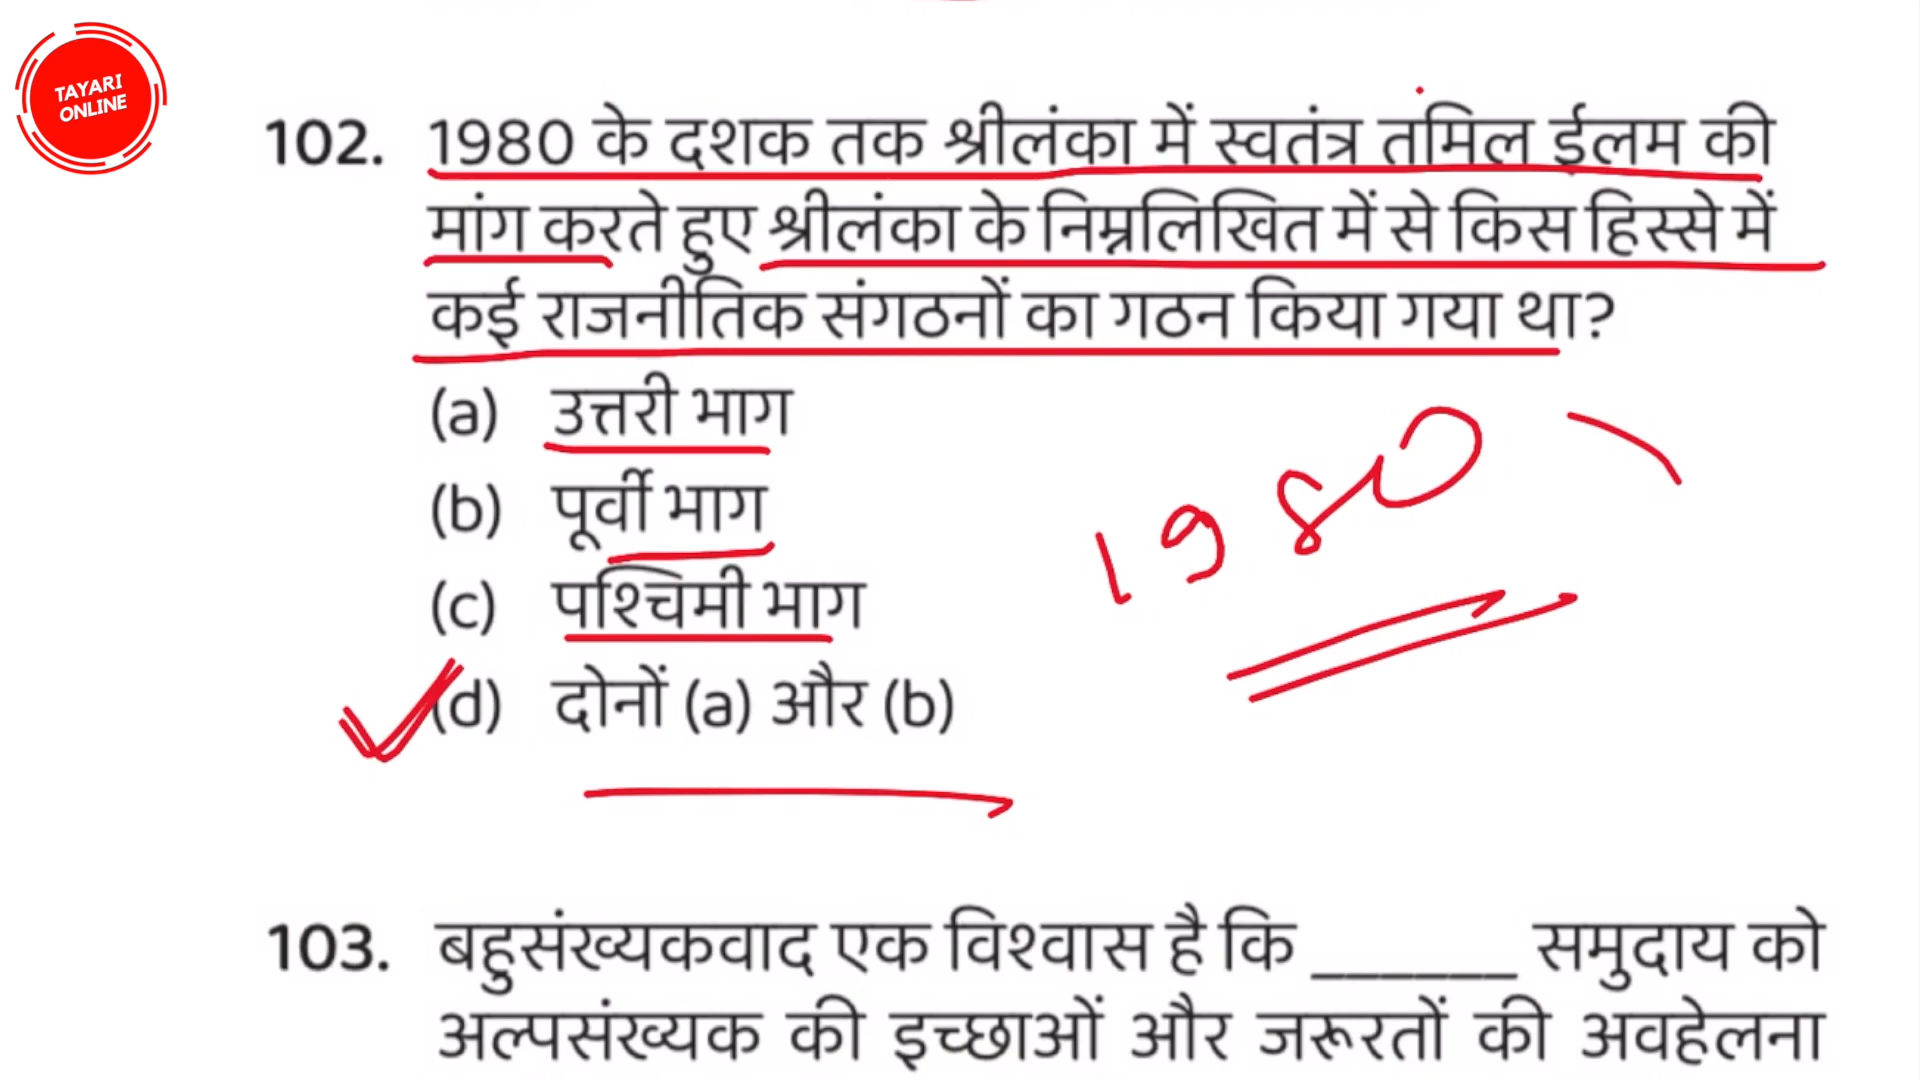 TAYARI
ONLINE
102. 1980 के दशक तक श्रीलंका में स्वतंत्र तमिल ईलम की
मांग करते हुए श्रीलंका के निम्नलिखित में से किस हिस्से में
कई राजनीतिक संगठनों का गठन किया गया था?
(a) उत्तरी भाग
(b) पूर्वी भाग
(c) पश्चिमी भाग
(d) दोनों (a) और (b)
1980
103. बहुसंख्यकवाद एक विश्वास है कि ______ समुदाय को
अल्पसंख्यक की इच्छाओं और जरूरतों की अवहेलना